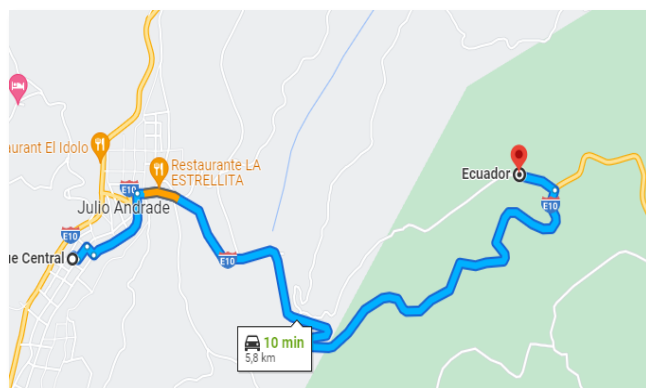 aurant El Idolo
Restaurante LA
ESTRELLITA
Ecuador
E10
Julio Andrade
E10
E10
ue Central
E10
10 min
5,8 km